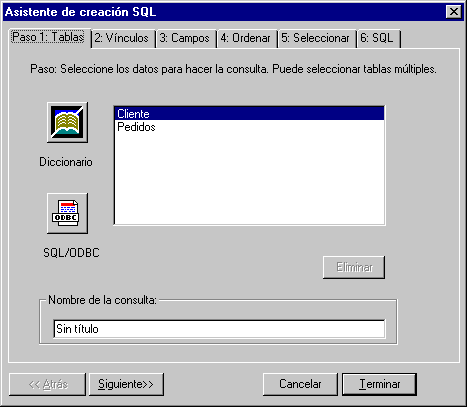 Asistente de creación SQL
Paso 1: Tablas 2: Vínculos 3: Campos 4: Ordenar 5: Seleccionar 6: SQL
Paso: Seleccione los datos para hacer la consulta. Puede seleccionar tablas múltiples.
Cliente
Pedidos
Diccionario
ODBC
SQL/ODBC
Eliminar
Nombre de la consulta:
Sin título
<< Atrás Siguiente>> Cancelar Terminar